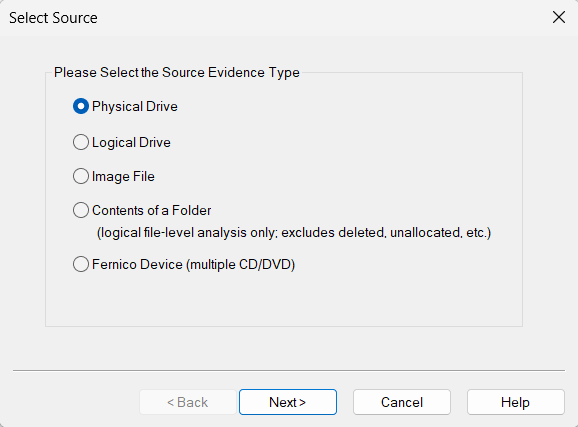 Select Source
Please Select the Source Evidence Type
Physical Drive
Logical Drive
Image File
Contents of a Folder
(logical file-level analysis only; excludes deleted, unallocated, etc.)
Fernico Device (multiple CD/DVD)
< Back
Next >
Cancel
Help